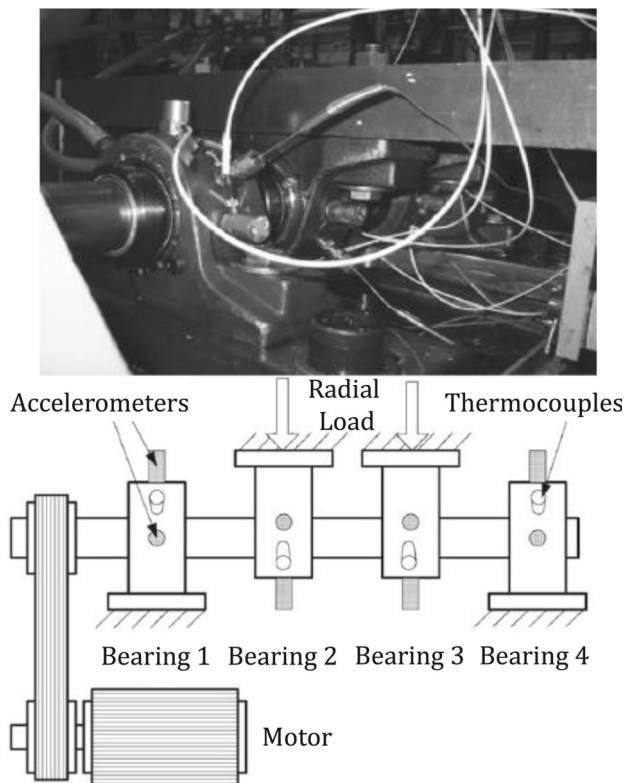 Accelerometers
Radial
Load
Thermocouples
Bearing 1
Bearing 2
Bearing 3
Bearing 4
Motor